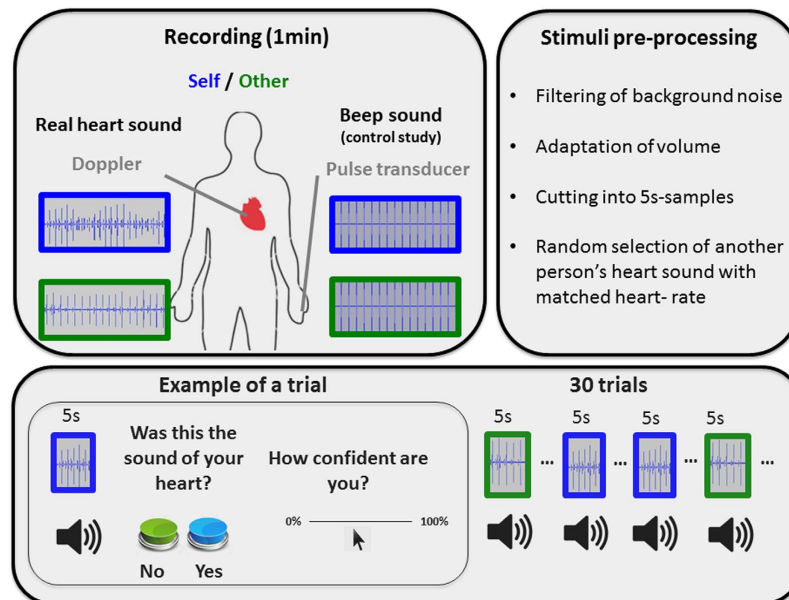 Recording (1min)
Self / Other
Real heart sound
Doppler
Beep sound
(control study)
Pulse transducer
Stimuli pre-processing
• Filtering of background noise
• Adaptation of volume
• Cutting into 5s-samples
• Random selection of another
person's heart sound with
matched heart- rate
Example of a trial
5s
Was this the
sound of your
heart?
No Yes
How confident are
you?
0% 100%
30 trials
5s 5s 5s 5s
... ... ... ...